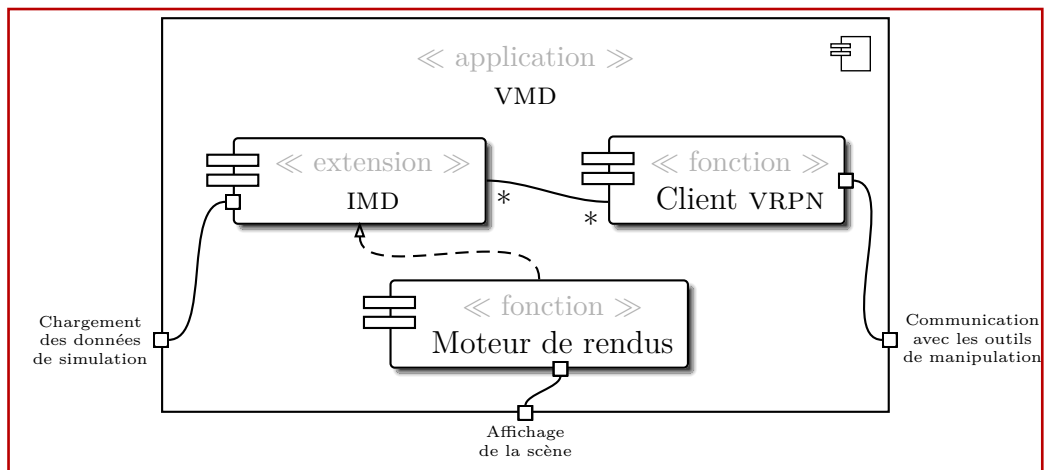 ≪ application ≫
VMD
≪ extension ≫
IMD
*
*
≪ fonction ≫
Client VRPN
≪ fonction ≫
Moteur de rendus
Chargement
des données
de simulation
Communication
avec les outils
de manipulation
Affichage
de la scène